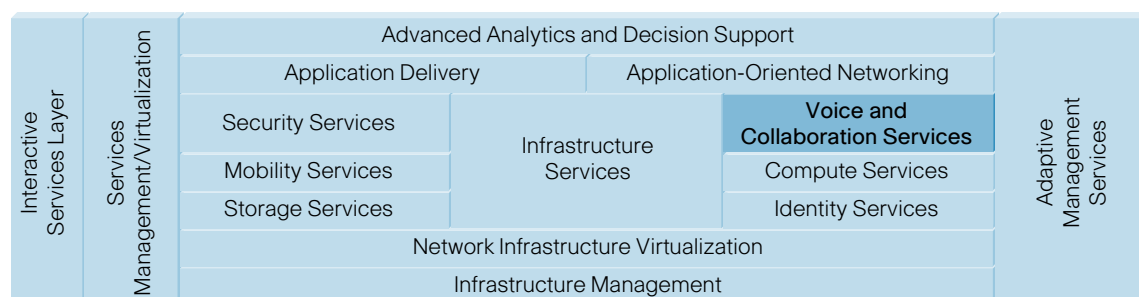 Interactive
Services Layer
Services
Management/Virtualization
Advanced Analytics and Decision Support
Application Delivery
Application-Oriented Networking
Security Services
Infrastructure
Services
Voice and
Collaboration Services
Mobility Services
Compute Services
Storage Services
Identity Services
Network Infrastructure Virtualization
Infrastructure Management
Adaptive
Management
Services